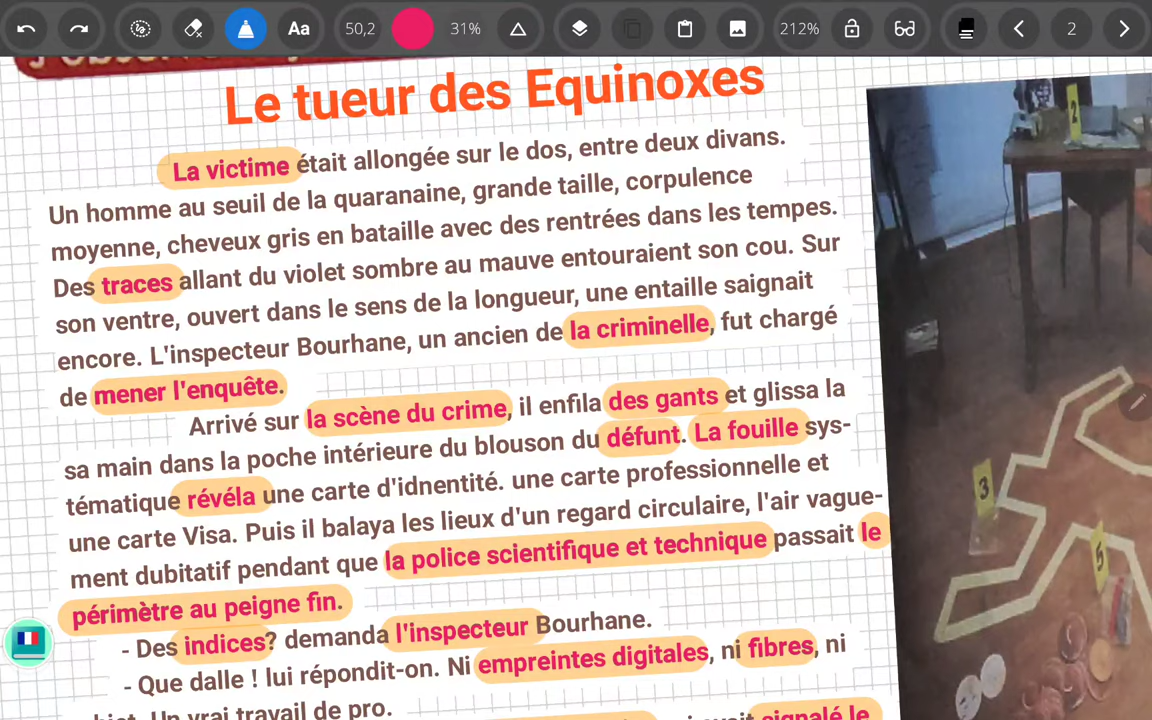 Aa 50,2 31% 212% 2
Le tueur des Equinoxes
La victime était allongée sur le dos, entre deux divans.
Un homme au seuil de la quaranaine, grande taille, corpulence
moyenne, cheveux gris en bataille avec des rentrées dans les tempes.
Des traces allant du violet sombre au mauve entouraient son cou. Sur
son ventre, ouvert dans le sens de la longueur, une entaille saignait
encore. L'inspecteur Bourhane, un ancien de la criminelle, fut chargé
de mener l'enquête.
Arrivé sur la scène du crime, il enfila des gants et glissa la
sa main dans la poche intérieure du blouson du défunt. La fouille sys-
tématique révéla une carte d'idnentité. une carte professionnelle et
une carte Visa. Puis il balaya les lieux d'un regard circulaire, l'air vague-
ment dubitatif pendant que la police scientifique et technique passait le
périmètre au peigne fin.
- Des indices? demanda l'inspecteur Bourhane.
- Que dalle ! lui répondit-on. Ni empreintes digitales, ni fibres, ni
Un vrai travail de pro.
signalé le
2
3
5